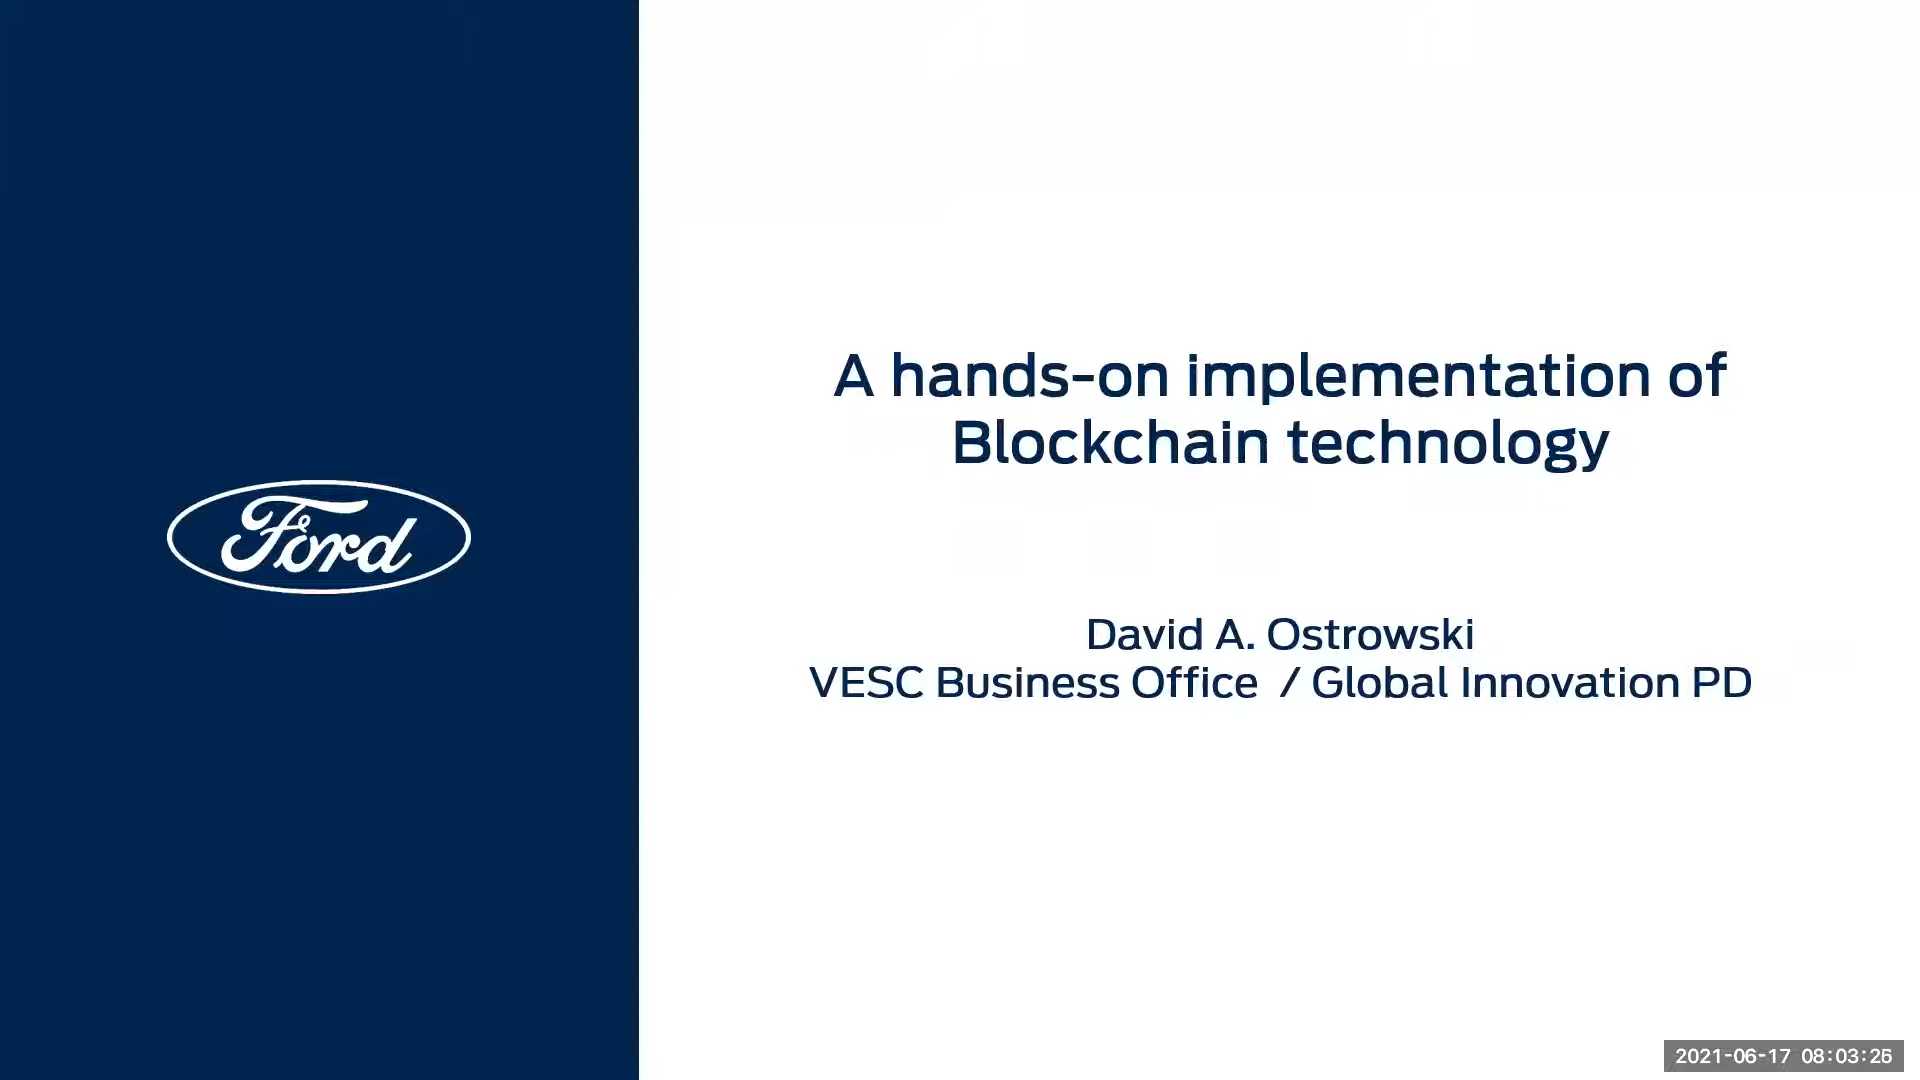 Ford
A hands-on implementation of
Blockchain technology
David A. Ostrowski
VESC Business Office / Global Innovation PD
2021-06-17 08:03:26